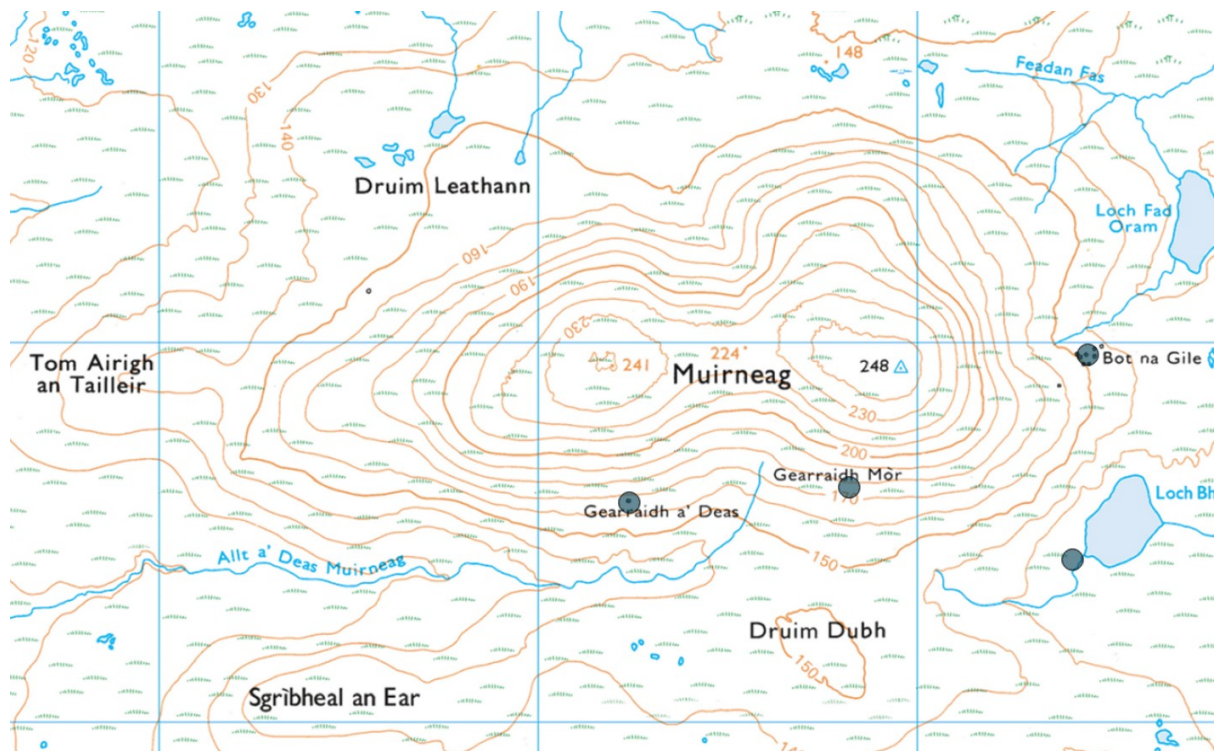 120
148
Feadan Fas
130
140
Druim Leathann
Loch Fad
Oram
160
190
230
Tom Airigh
an Tailleir
241
224
Muirneag
248
Bot na Gile
230
200
Gearraidh Mòr
170
Gearraidh a' Deas
Loch Bh
Allt a' Deas Muirneag
150
Druim Dubh
150
Sgrìbheal an Ear